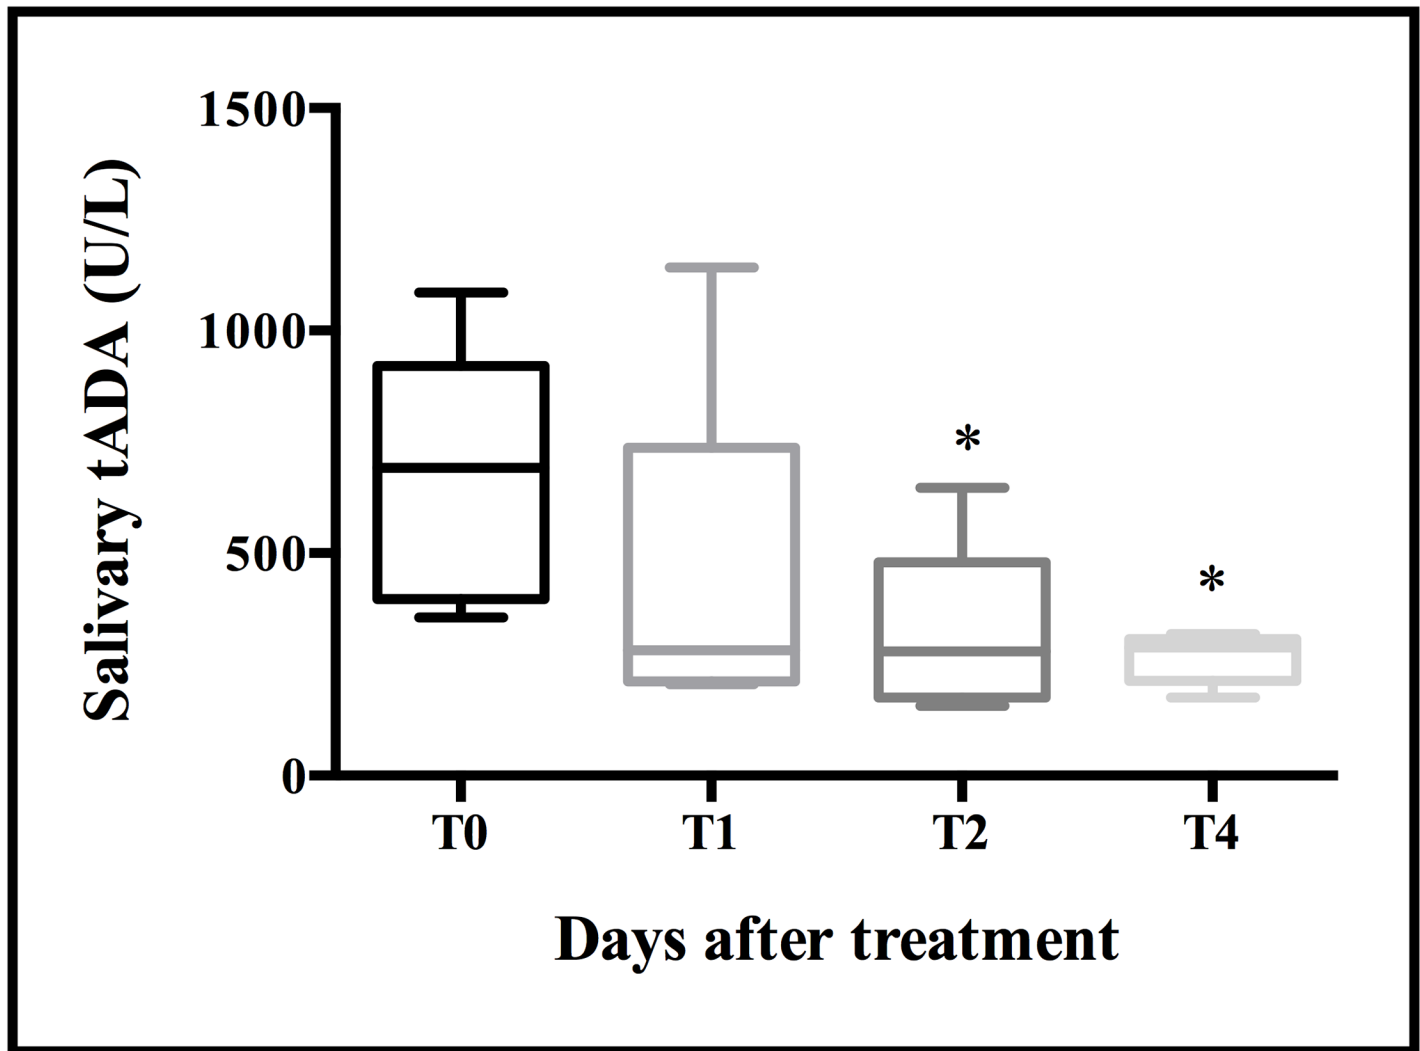 Salivary tADA (U/L)
1500
1000
500
0
*
*
T0 T1 T2 T4
Days after treatment